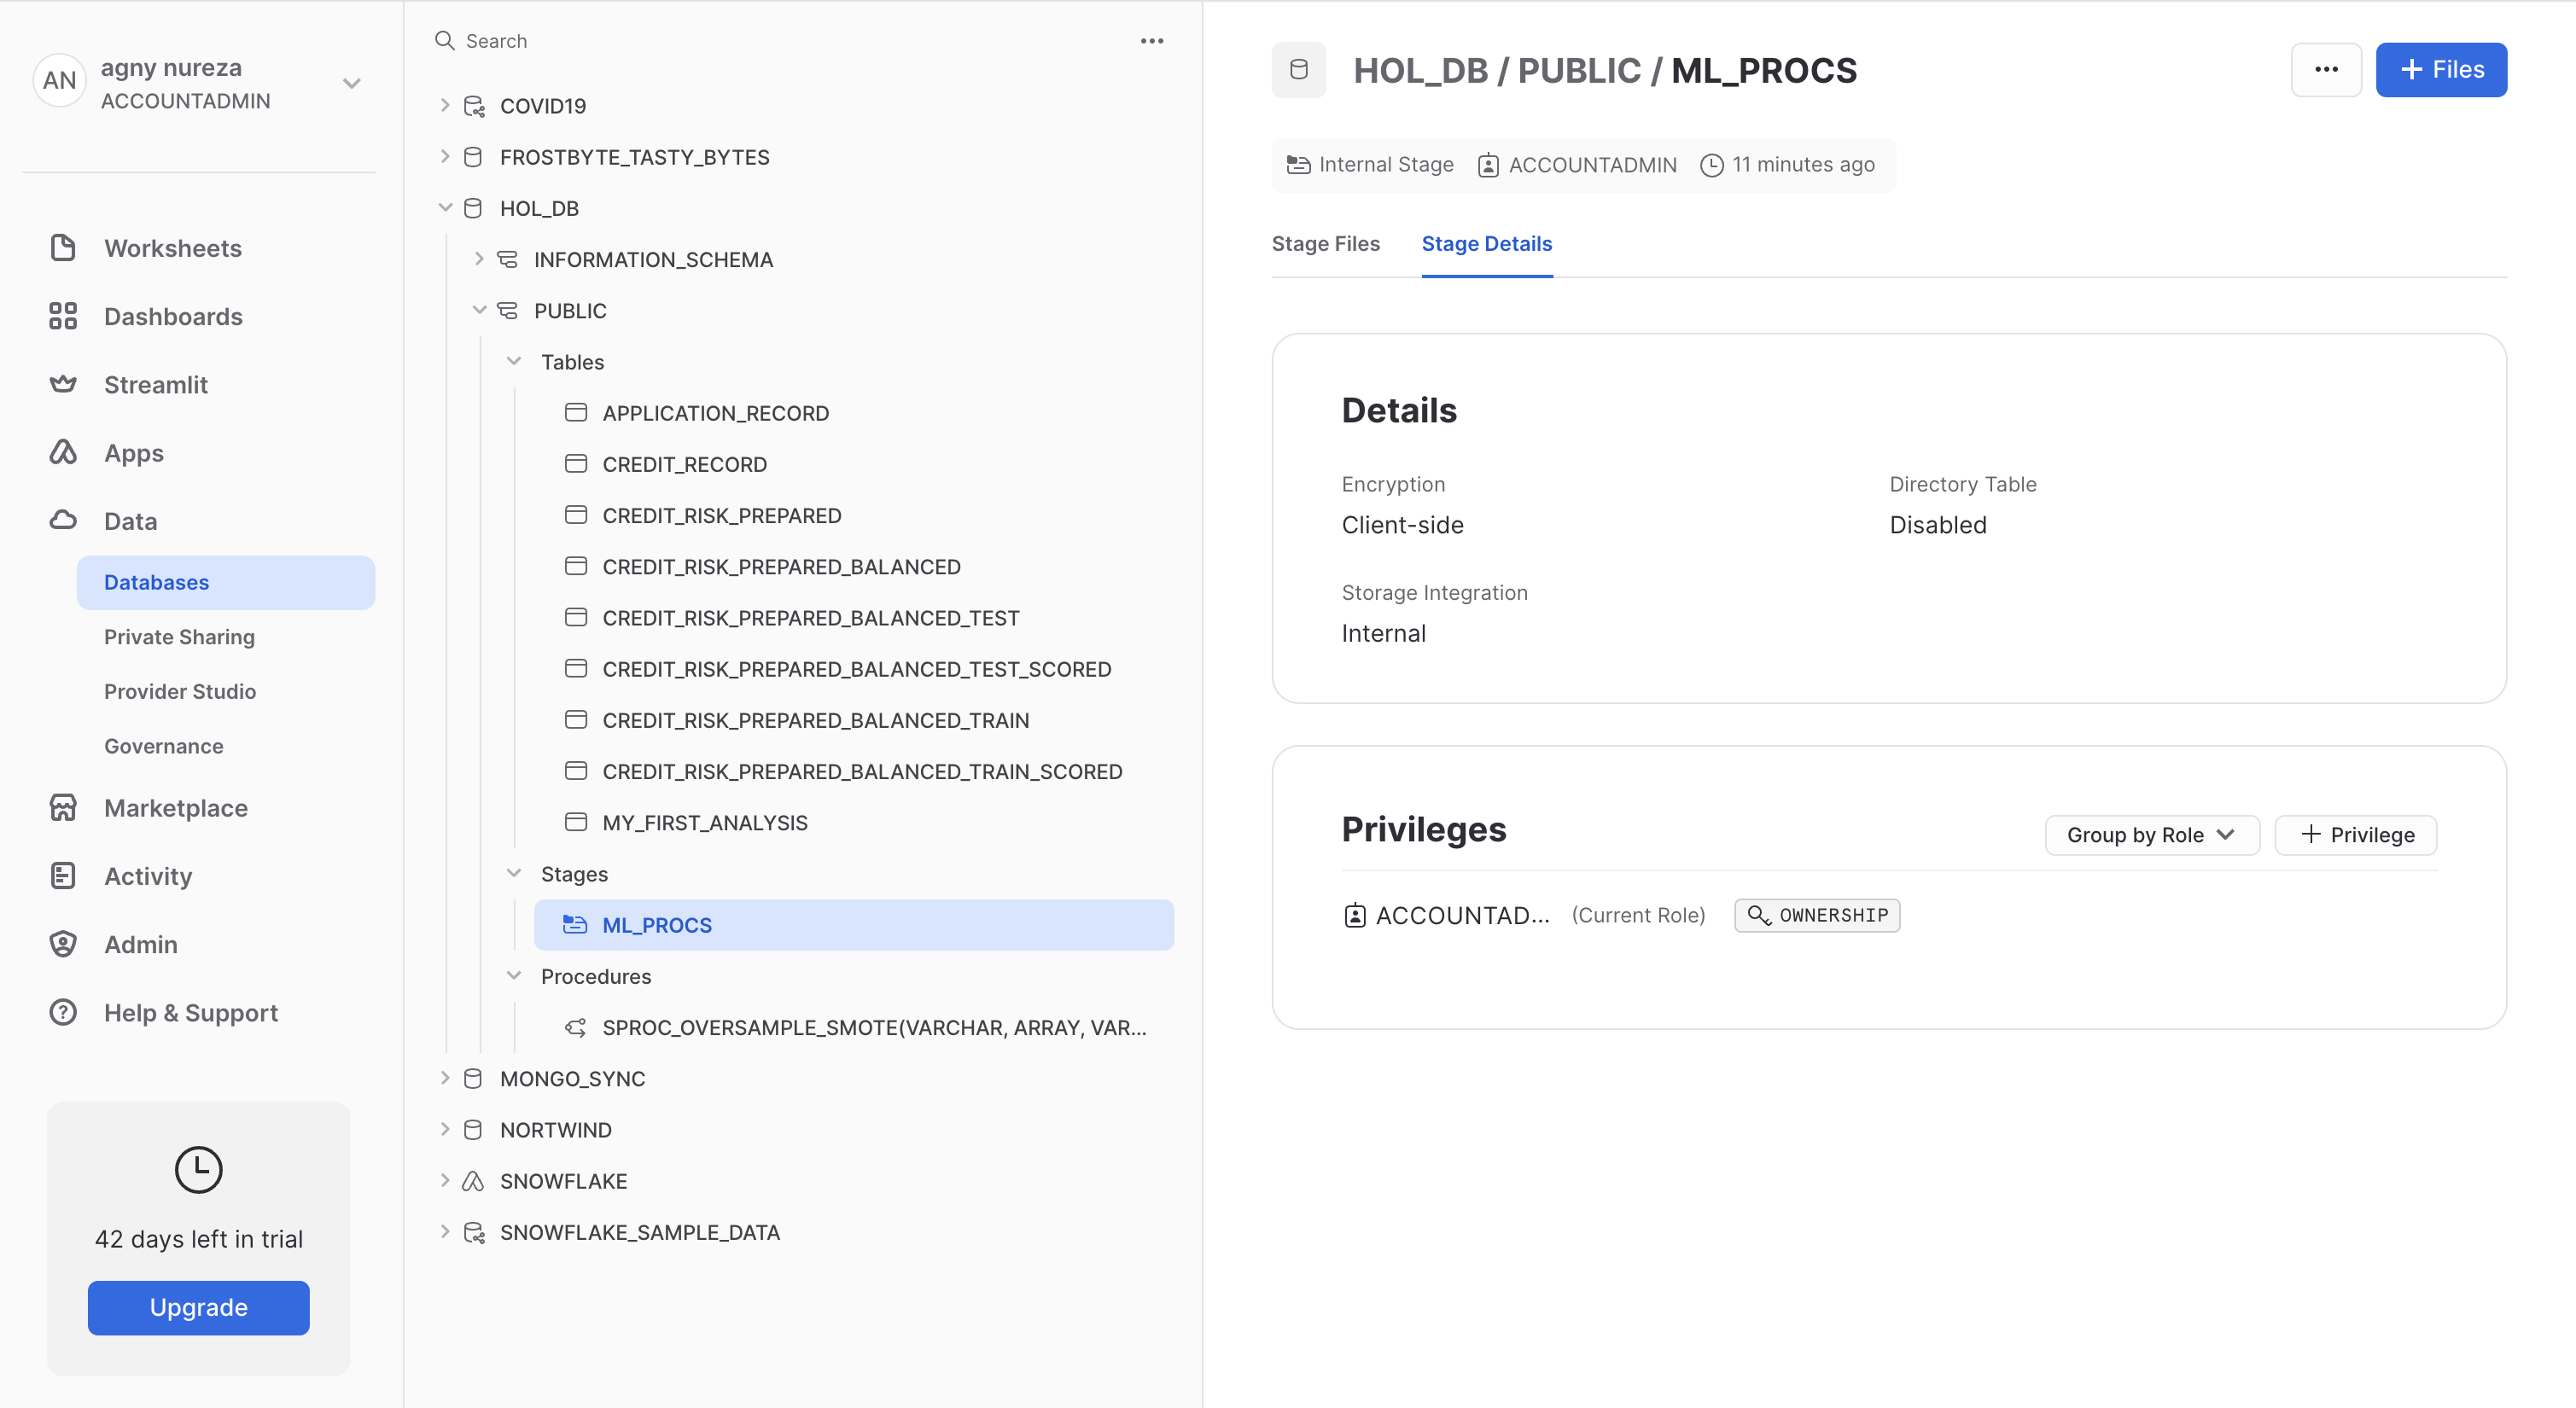 AN
agny nureza
ACCOUNTADMIN
Worksheets
Dashboards
Streamlit
Apps
Data
Databases
Private Sharing
Provider Studio
Governance
Marketplace
Activity
Admin
Help & Support
42 days left in trial
Upgrade
Search
COVID19
FROSTBYTE_TASTY_BYTES
HOL_DB
INFORMATION_SCHEMA
PUBLIC
Tables
APPLICATION_RECORD
CREDIT_RECORD
CREDIT_RISK_PREPARED
CREDIT_RISK_PREPARED_BALANCED
CREDIT_RISK_PREPARED_BALANCED_TEST
CREDIT_RISK_PREPARED_BALANCED_TEST_SCORED
CREDIT_RISK_PREPARED_BALANCED_TRAIN
CREDIT_RISK_PREPARED_BALANCED_TRAIN_SCORED
MY_FIRST_ANALYSIS
Stages
ML_PROCS
Procedures
SPROC_OVERSAMPLE_SMOTE(VARCHAR, ARRAY, VAR...
MONGO_SYNC
NORTWIND
SNOWFLAKE
SNOWFLAKE_SAMPLE_DATA
HOL_DB / PUBLIC / ML_PROCS
+ Files
Internal Stage ACCOUNTADMIN 11 minutes ago
Stage Files Stage Details
Details
Encryption Directory Table
Client-side Disabled
Storage Integration
Internal
Privileges Group by Role + Privilege
ACCOUNTAD... (Current Role) OWNERSHIP